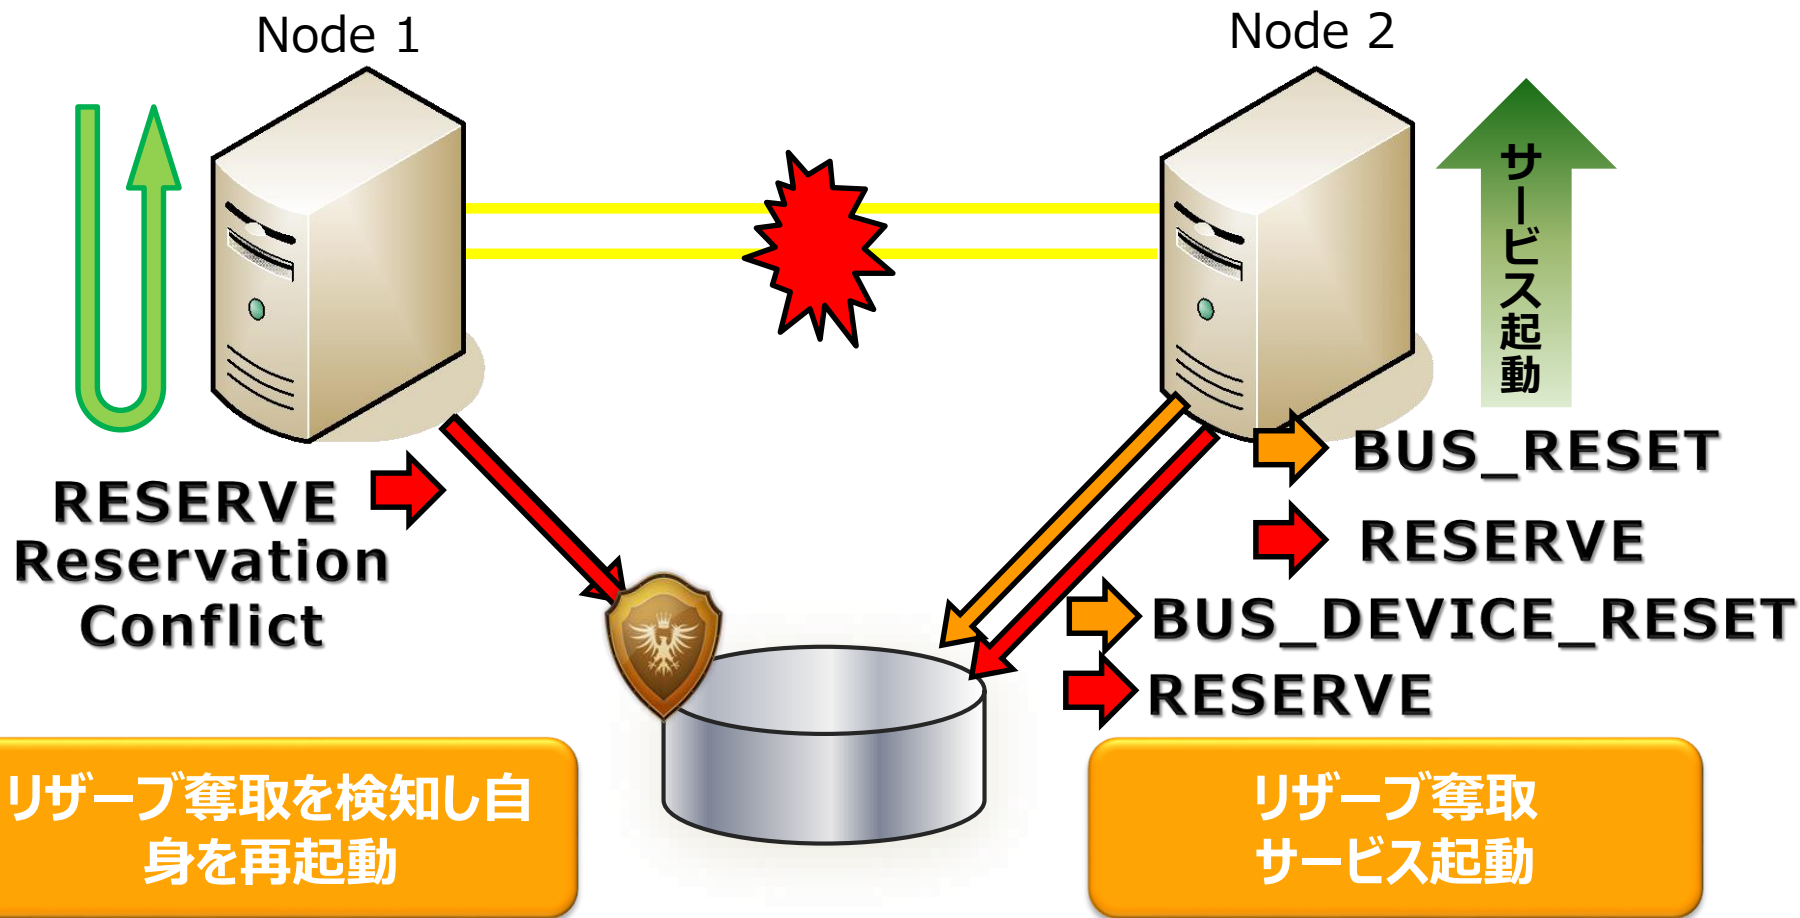 Node 1
Node 2
サービス起動
RESERVE
Reservation
Conflict
BUS_RESET
RESERVE
BUS_DEVICE_RESET
RESERVE
リザーブ奪取を検知し自
身を再起動
リザーブ奪取
サービス起動